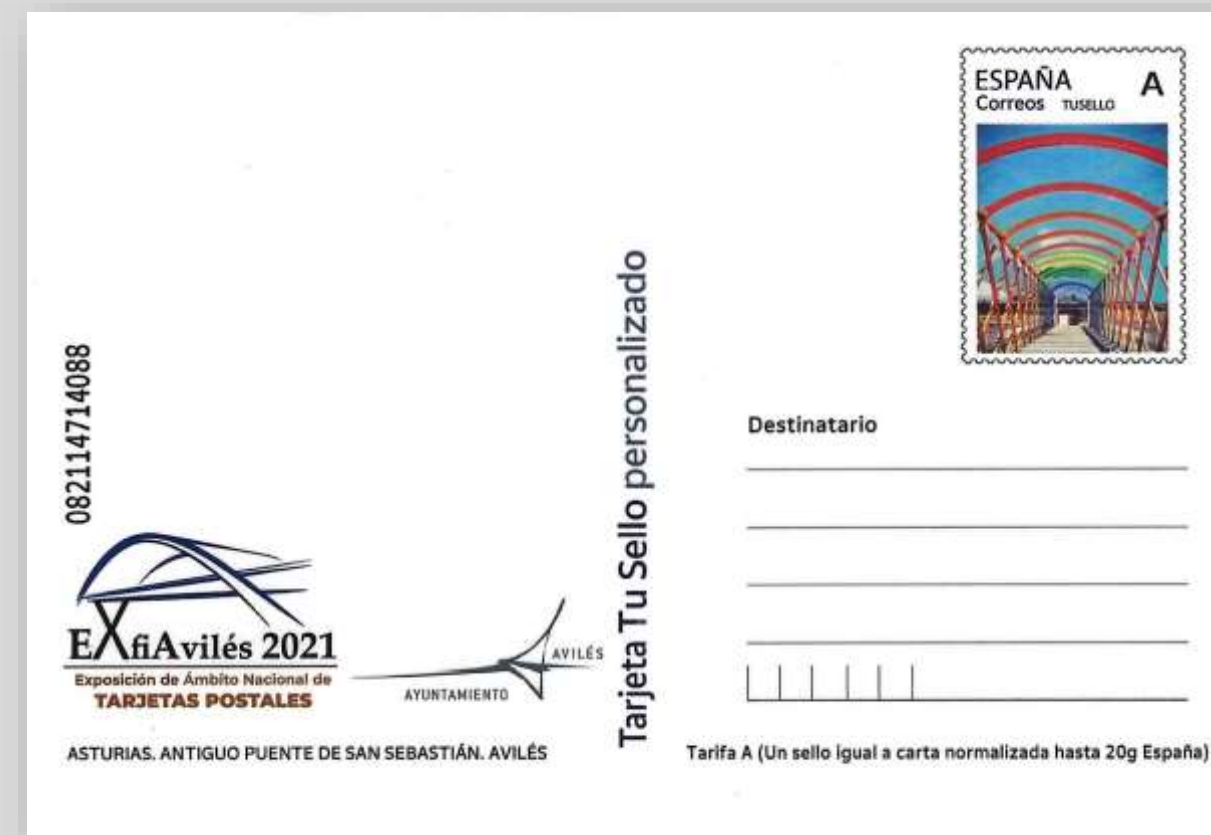 ESPAÑA A
Correos TUSELLO
082114714088
EXfiAvilés 2021
Exposición de Ámbito Nacional de
TARJETAS POSTALES
AYUNTAMIENTO
AVILÉS
ASTURIAS. ANTIGUO PUENTE DE SAN SEBASTIÁN. AVILÉS
Tarjeta Tu Sello personalizado
Destinatario
Tarifa A (Un sello igual a carta normalizada hasta 20g España)